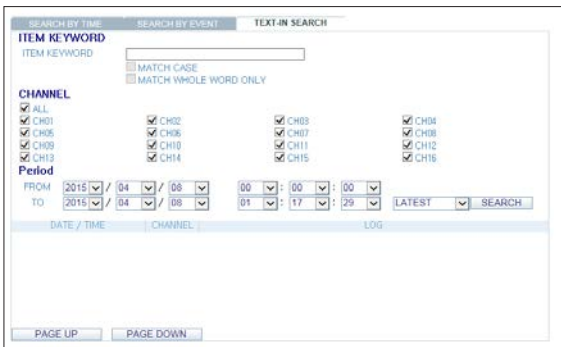 SEARCH BY TIME SEARCH BY EVENT TEXT-IN SEARCH
ITEM KEYWORD
ITEM KEYWORD
MATCH CASE
MATCH WHOLE WORD ONLY
CHANNEL
ALL
CH01 CH02 CH03 CH04
CH05 CH06 CH07 CH08
CH09 CH10 CH11 CH12
CH13 CH14 CH15 CH16
Period
FROM 2015 / 04 / 08 00 : 00 : 00
TO 2015 / 04 / 08 01 : 17 : 29 LATEST SEARCH
DATE / TIME CHANNEL LOG
PAGE UP PAGE DOWN